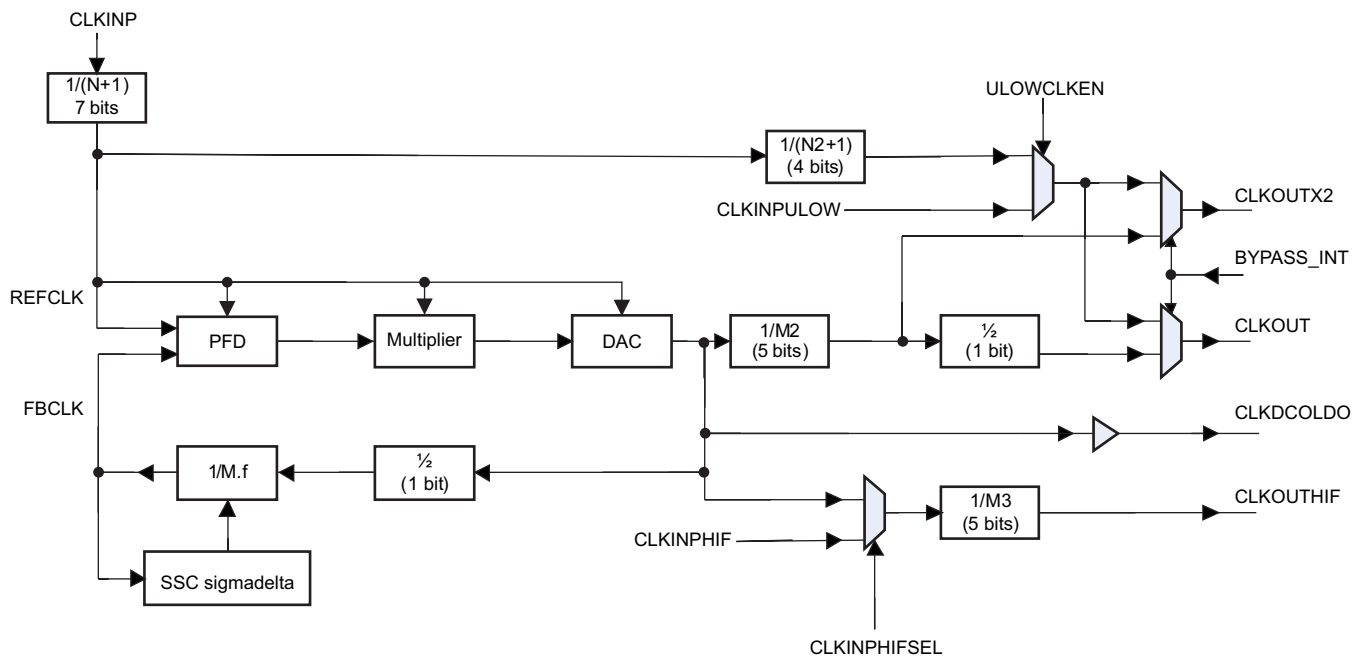 CLKINP
1/(N+1)
7 bits
ULOWCLKEN
1/(N2+1)
(4 bits)
CLKINPULOW
CLKOUTX2
BYPASS_INT
REFCLK
PFD
Multiplier
DAC
1/M2
(5 bits)
½
(1 bit)
CLKOUT
FBCLK
CLKDCOLDO
1/M.f
½
(1 bit)
1/M3
(5 bits)
CLKOUTHIF
CLKINPHIF
SSC sigmadelta
CLKINPHIFSEL